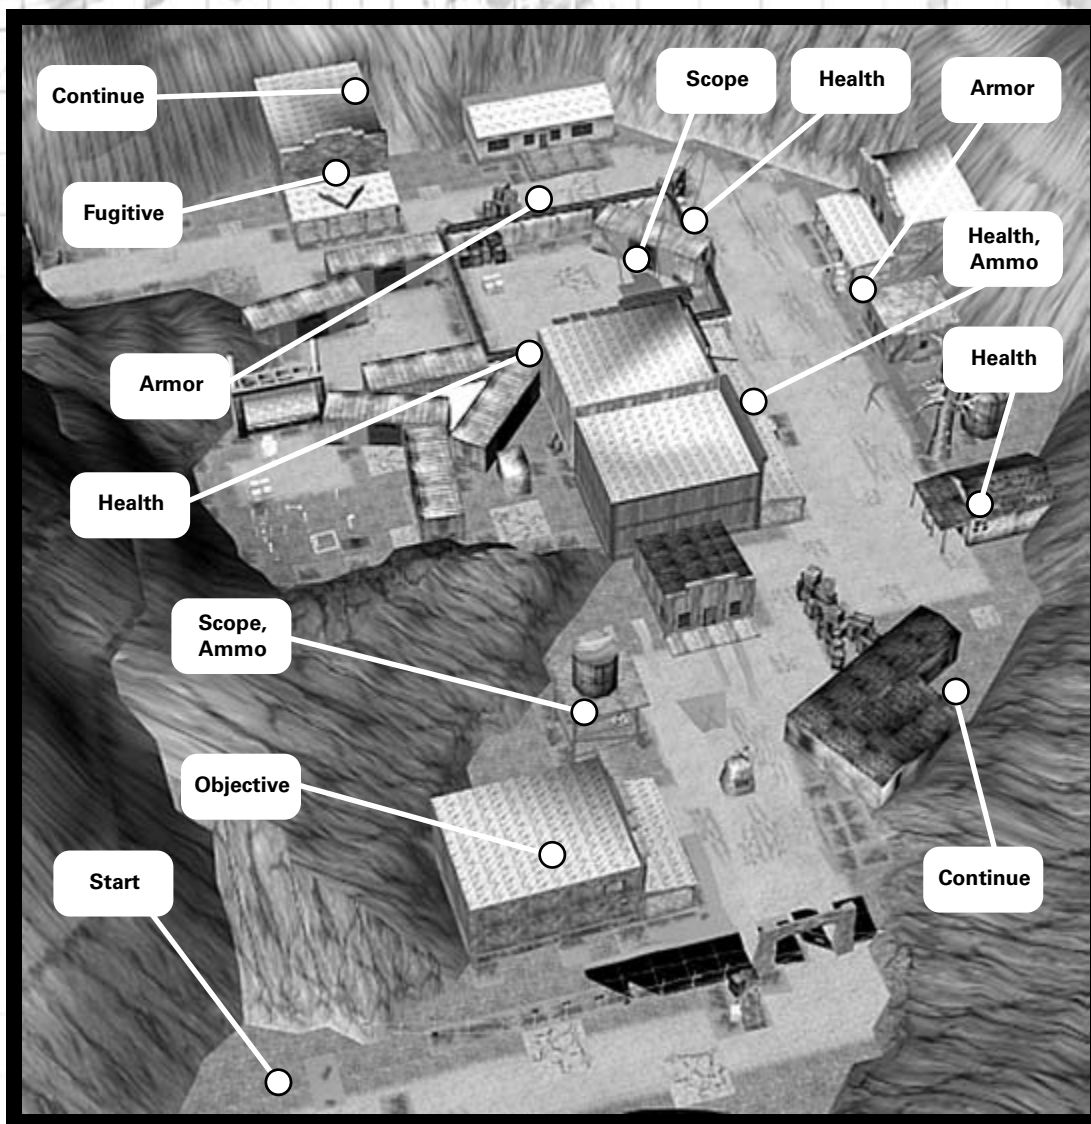 Continue
Scope
Health
Armor
Fugitive
Health,
Ammo
Armor
Health
Health
Scope,
Ammo
Objective
Start
Continue